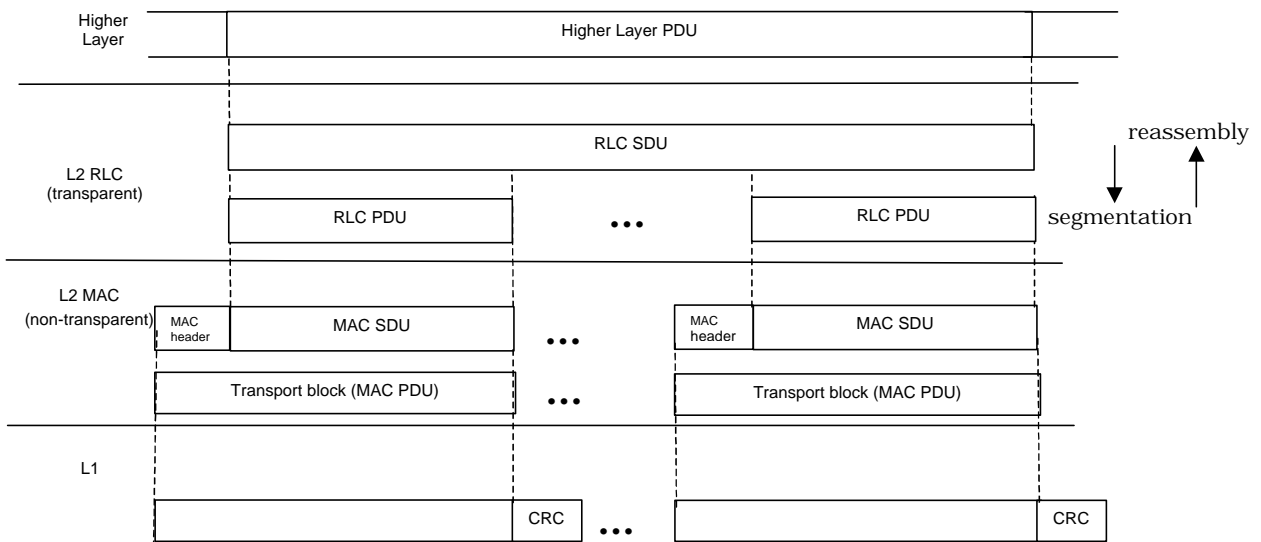 Higher
Layer
Higher Layer PDU
RLC SDU
reassembly
L2 RLC
(transparent)
RLC PDU
•••
RLC PDU
segmentation
L2 MAC
(non-transparent)
MAC
header
MAC SDU
•••
MAC
header
MAC SDU
Transport block (MAC PDU)
•••
Transport block (MAC PDU)
L1
CRC
•••
CRC